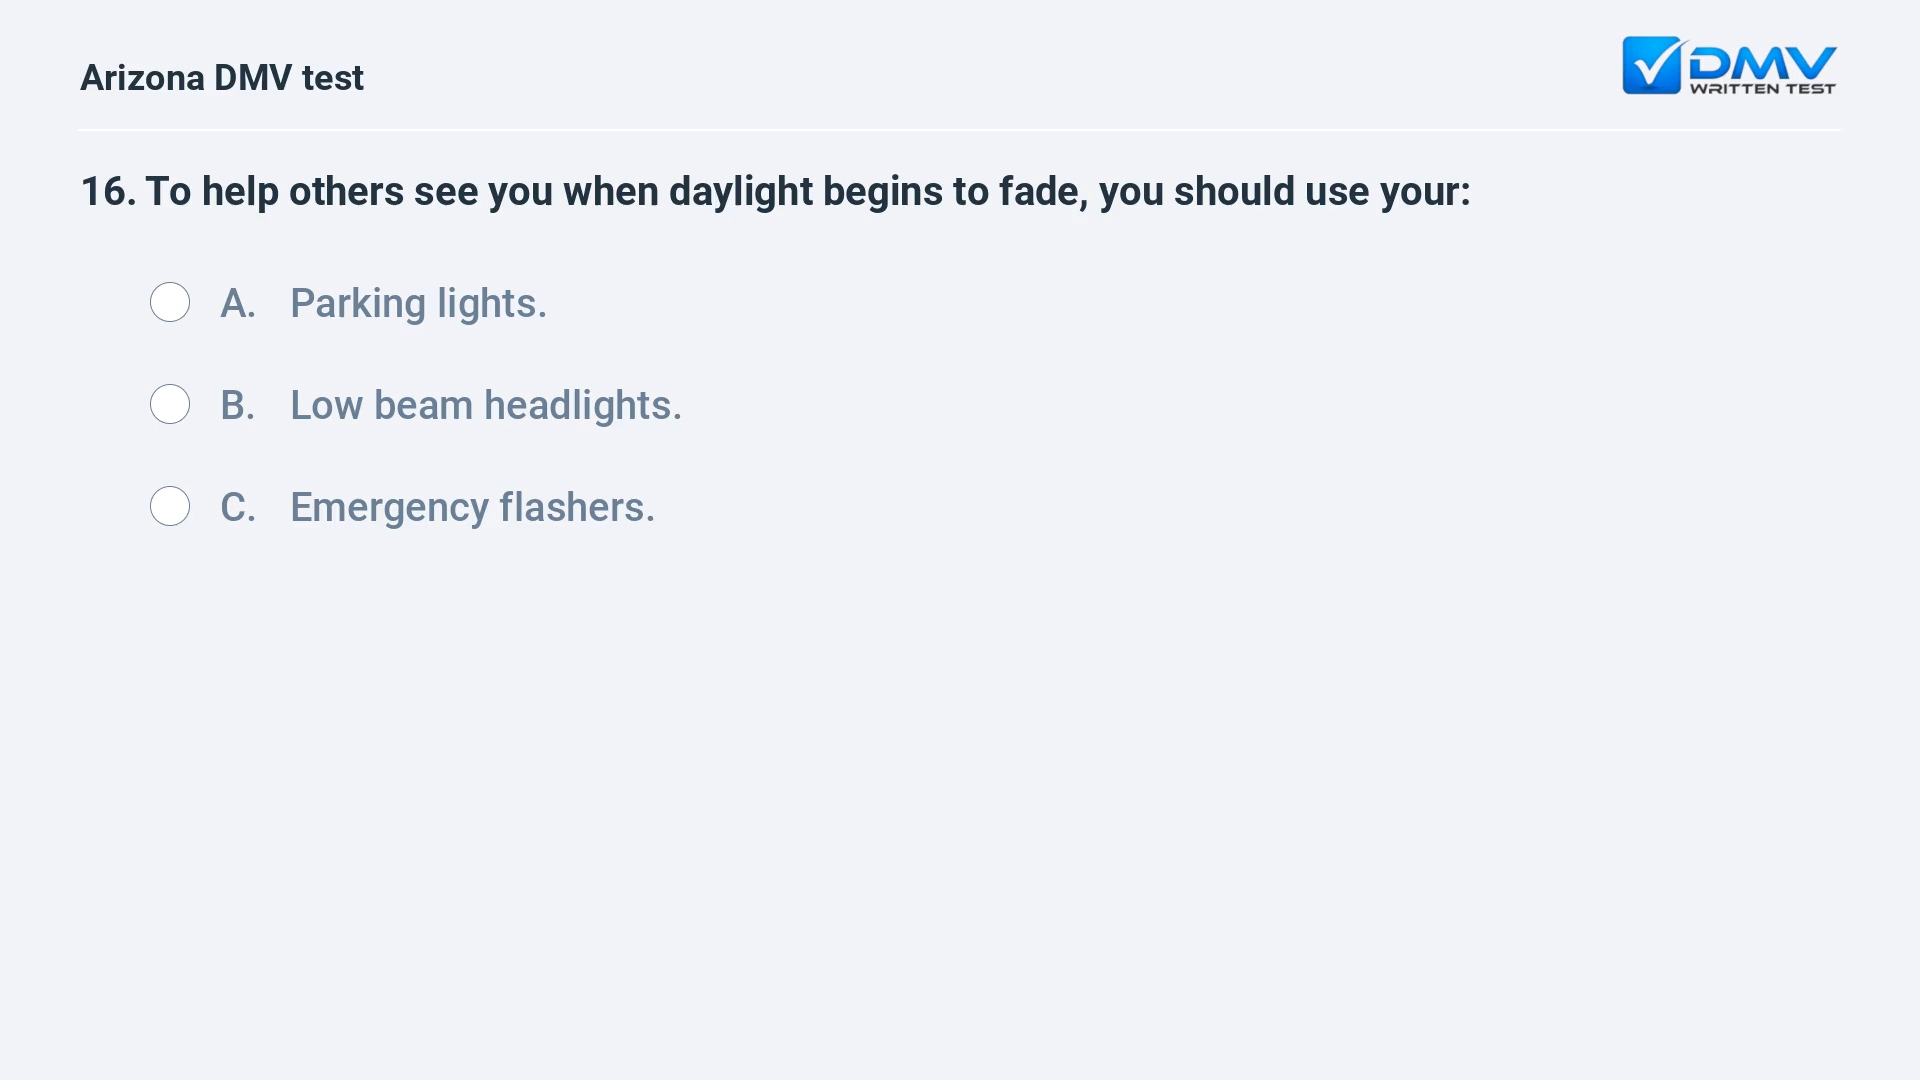 Arizona DMV test
DMV
WRITTEN TEST
16. To help others see you when daylight begins to fade, you should use your:
A. Parking lights.
B. Low beam headlights.
C. Emergency flashers.